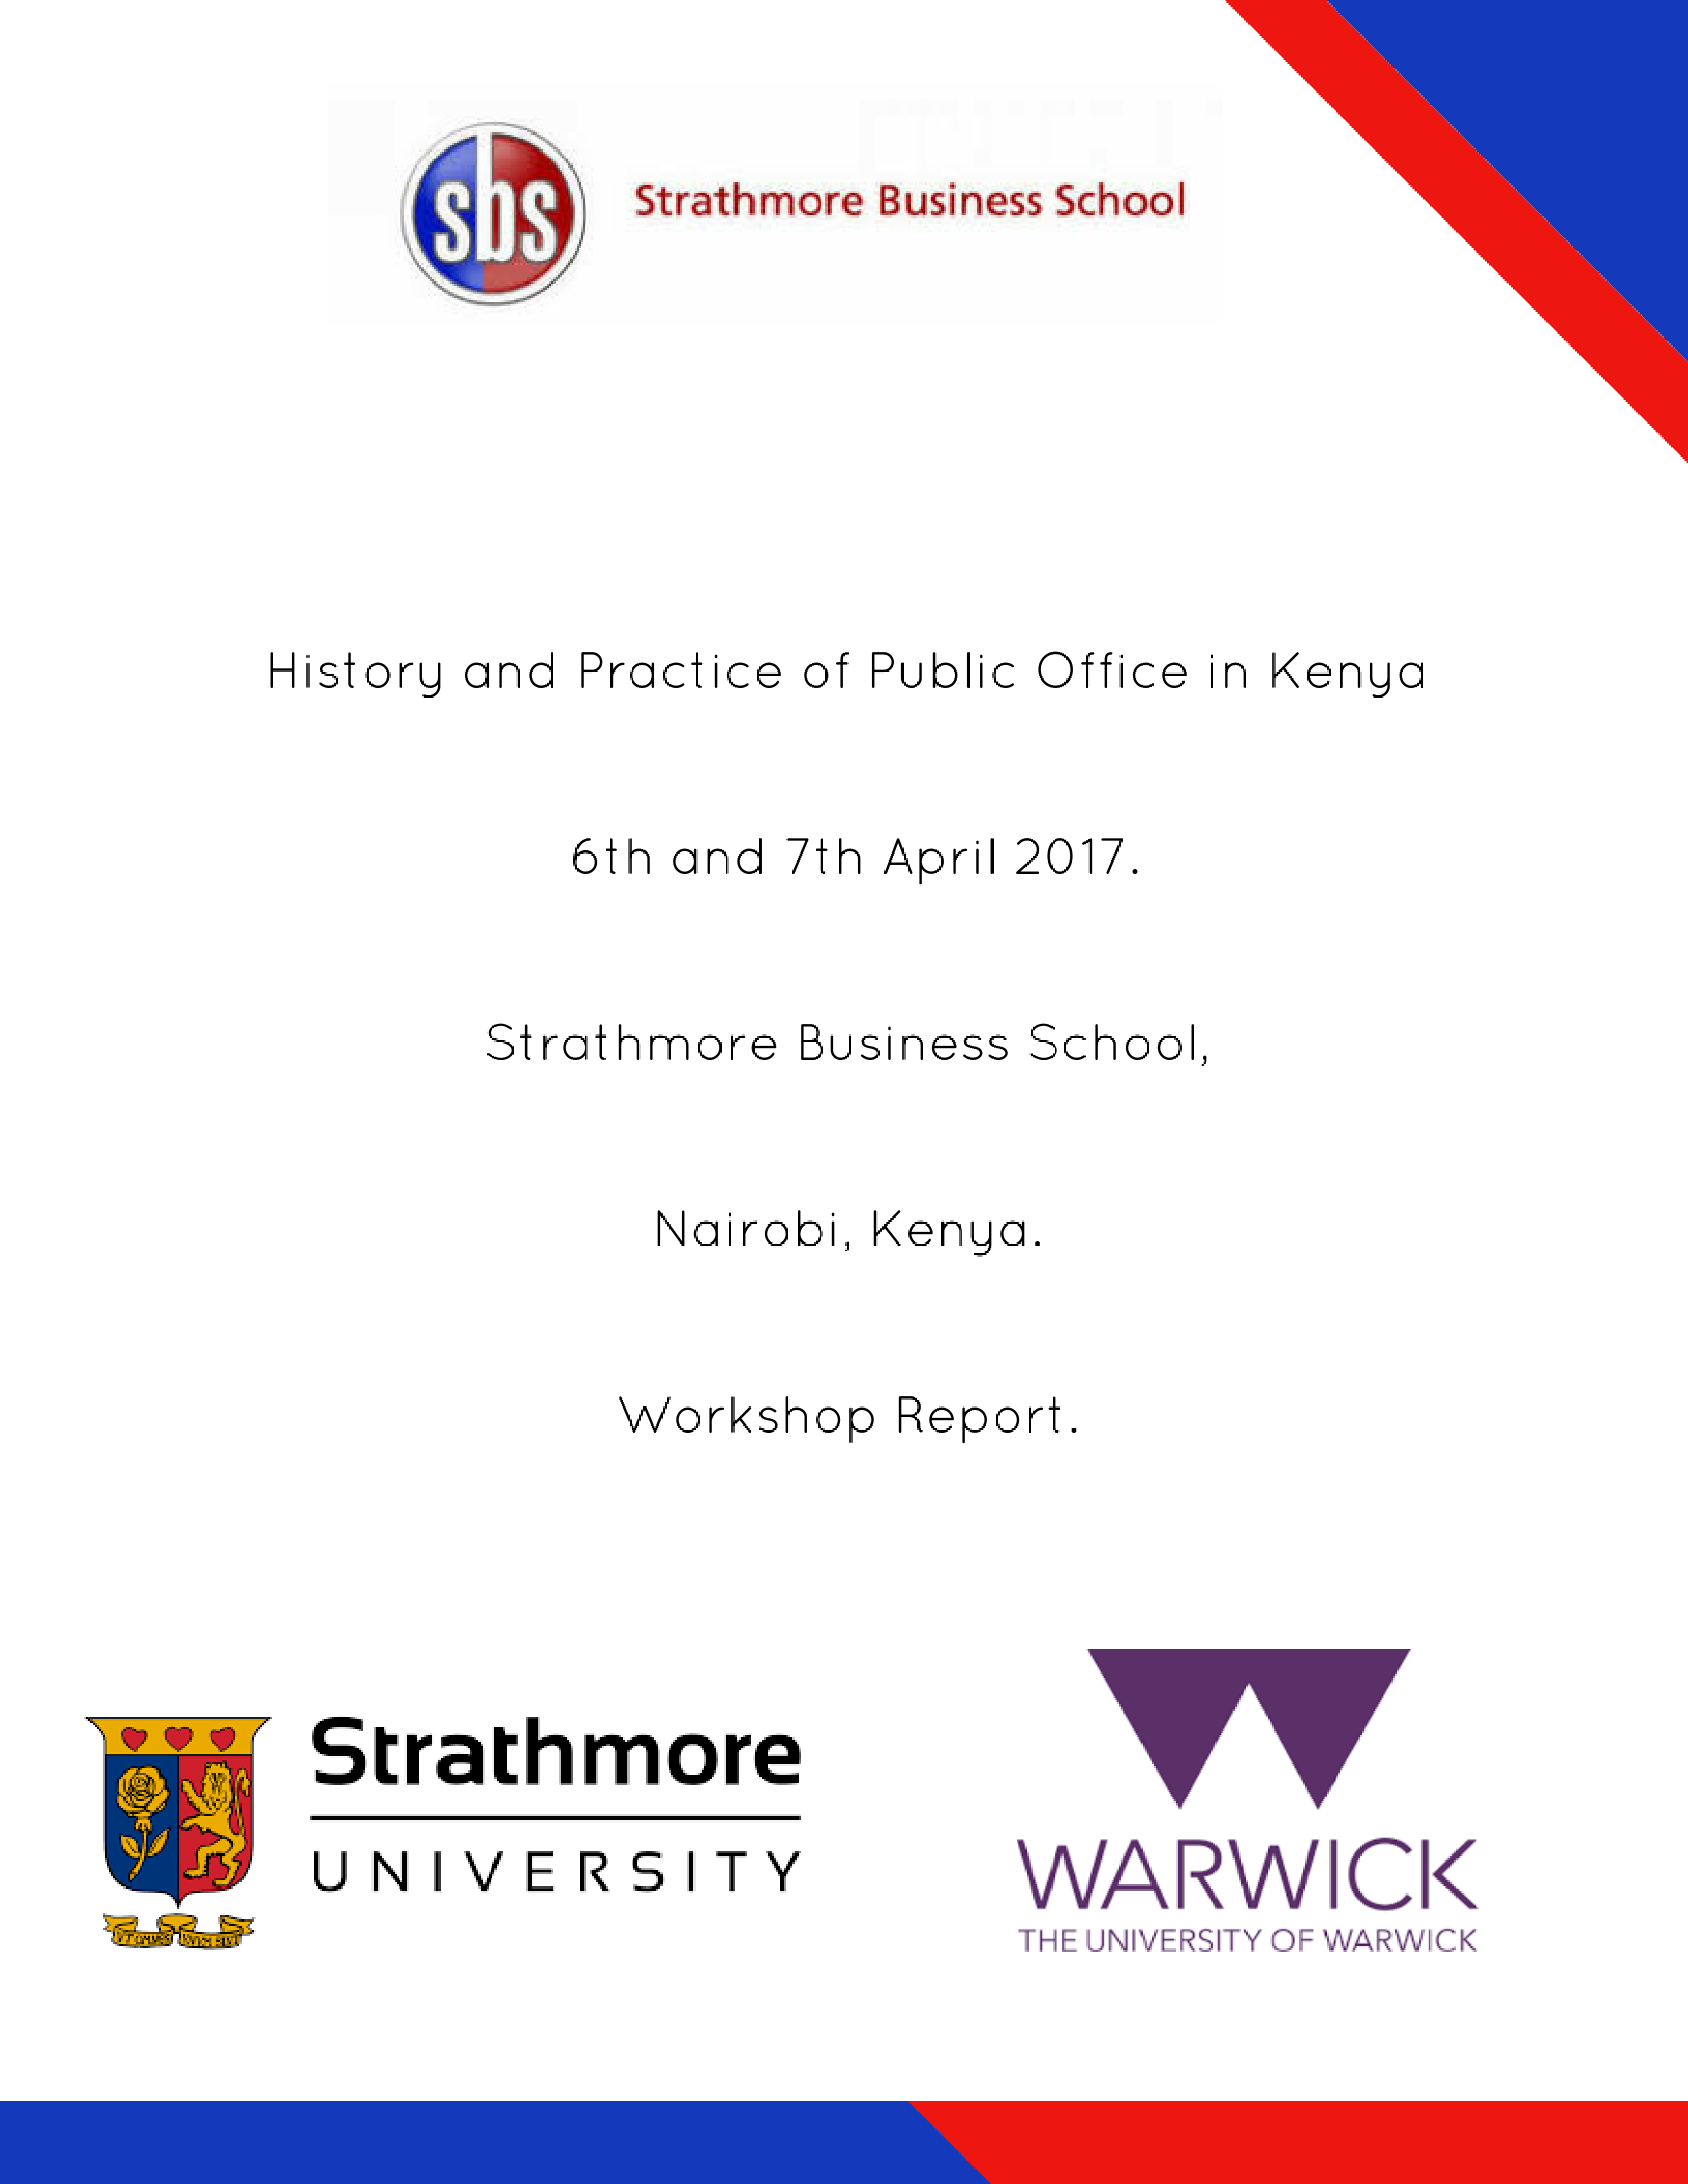 sbs
Strathmore Business School
History and Practice of Public Office in Kenya
6th and 7th April 2017.
Strathmore Business School,
Nairobi, Kenya.
Workshop Report.
Strathmore
UNIVERSITY
WARWICK
THE UNIVERSITY OF WARWICK